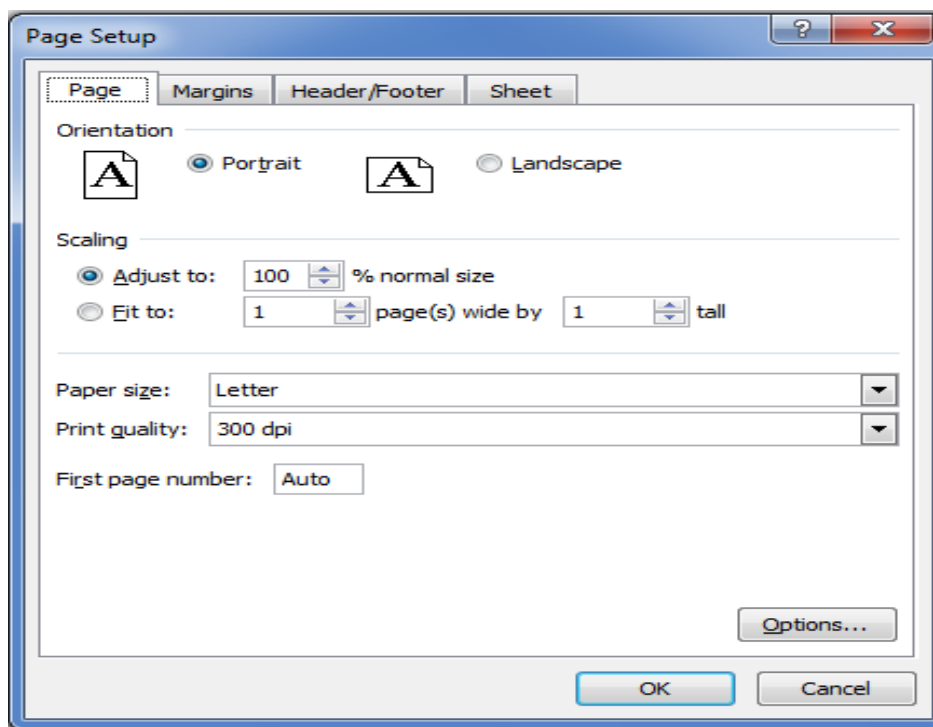 Page Setup
?
Page Margins Header/Footer Sheet
Orientation
A Portrait A Landscape
Scaling
Adjust to: 100 % normal size
Fit to: 1 page(s) wide by 1 tall
Paper size: Letter
Print quality: 300 dpi
First page number: Auto
Options...
OK Cancel